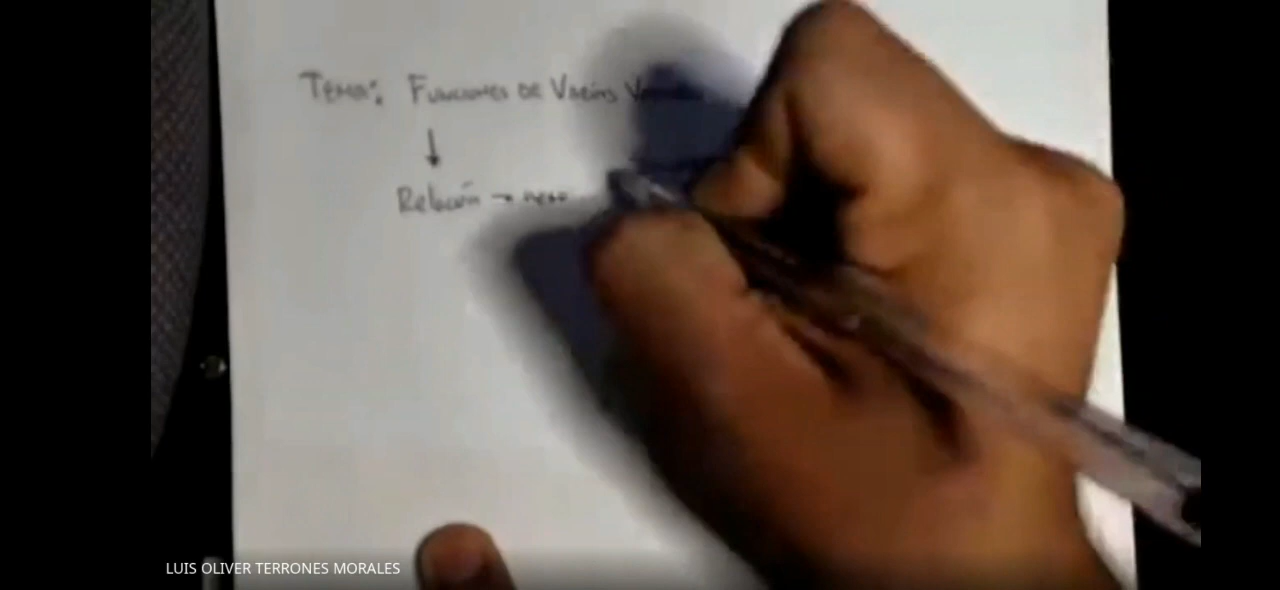 Tema: Funciones de Varias
Relación →
LUIS OLIVER TERRONES MORALES